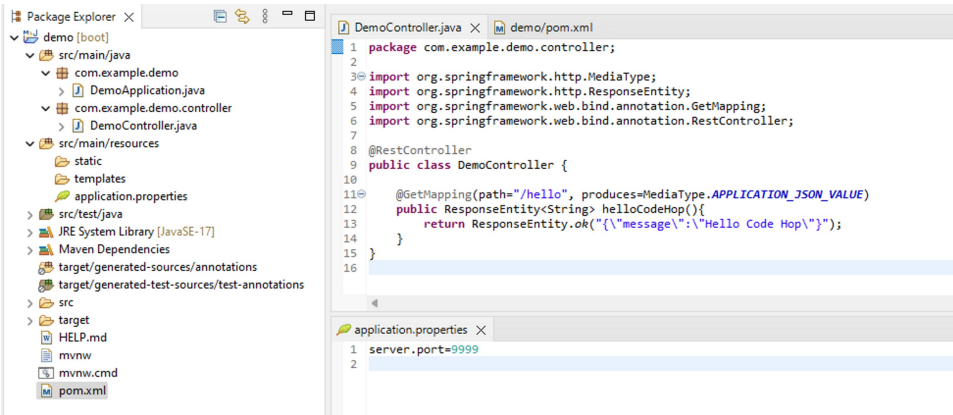 Package Explorer
demo [boot]
src/main/java
com.example.demo
DemoApplication.java
com.example.demo.controller
DemoController.java
src/main/resources
static
templates
application.properties
src/test/java
JRE System Library [JavaSE-17]
Maven Dependencies
target/generated-sources/annotations
target/generated-test-sources/test-annotations
src
target
HELP.md
mvnw
mvnw.cmd
pom.xml
DemoController.java demo/pom.xml
1 package com.example.demo.controller;
2
3 import org.springframework.http.MediaType;
4 import org.springframework.http.ResponseEntity;
5 import org.springframework.web.bind.annotation.GetMapping;
6 import org.springframework.web.bind.annotation.RestController;
7
8 @RestController
9 public class DemoController {
10
11 @GetMapping(path="/hello", produces=MediaType.APPLICATION_JSON_VALUE)
12 public ResponseEntity<String> helloCodeHop(){
13 return ResponseEntity.ok("{\"message\":\"Hello Code Hop\"}");
14 }
15 }
16
application.properties
1 server.port=9999
2